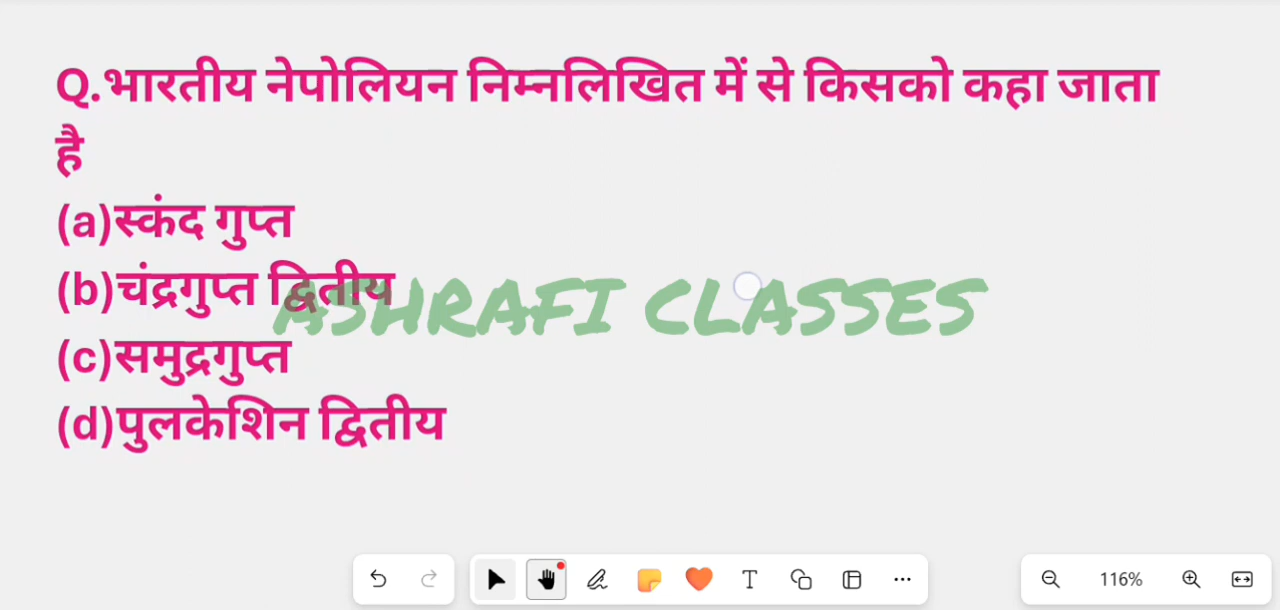 Q.भारतीय नेपोलियन निम्नलिखित में से किसको कहा जाता
है
(a)स्कंद गुप्त
(b)चंद्रगुप्त द्वितीय
ASHRAFI CLASSES
(c)समुद्रगुप्त
(d)पुलकेशिन द्वितीय
T
116%